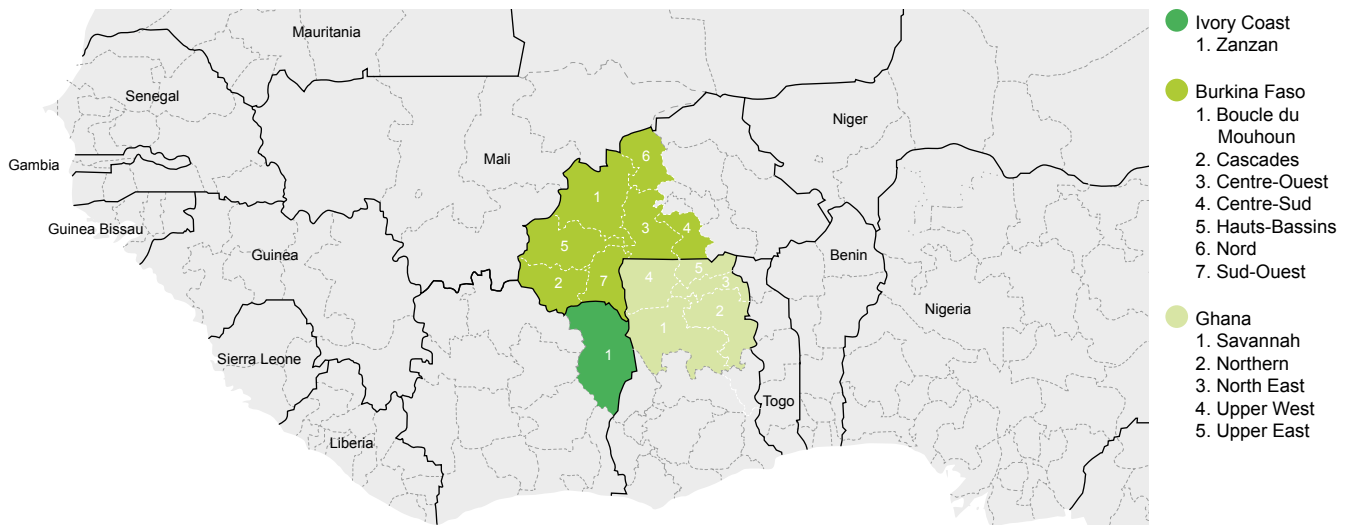 Mauritania
Senegal
Niger
Mali
Gambia
Guinea Bissau
Guinea
Benin
Nigeria
Sierra Leone
Togo
Liberia
6
1
3
4
5
2
7
4
5
3
2
1
1
Ivory Coast
1. Zanzan
Burkina Faso
1. Boucle du
Mouhoun
2. Cascades
3. Centre-Ouest
4. Centre-Sud
5. Hauts-Bassins
6. Nord
7. Sud-Ouest
Ghana
1. Savannah
2. Northern
3. North East
4. Upper West
5. Upper East